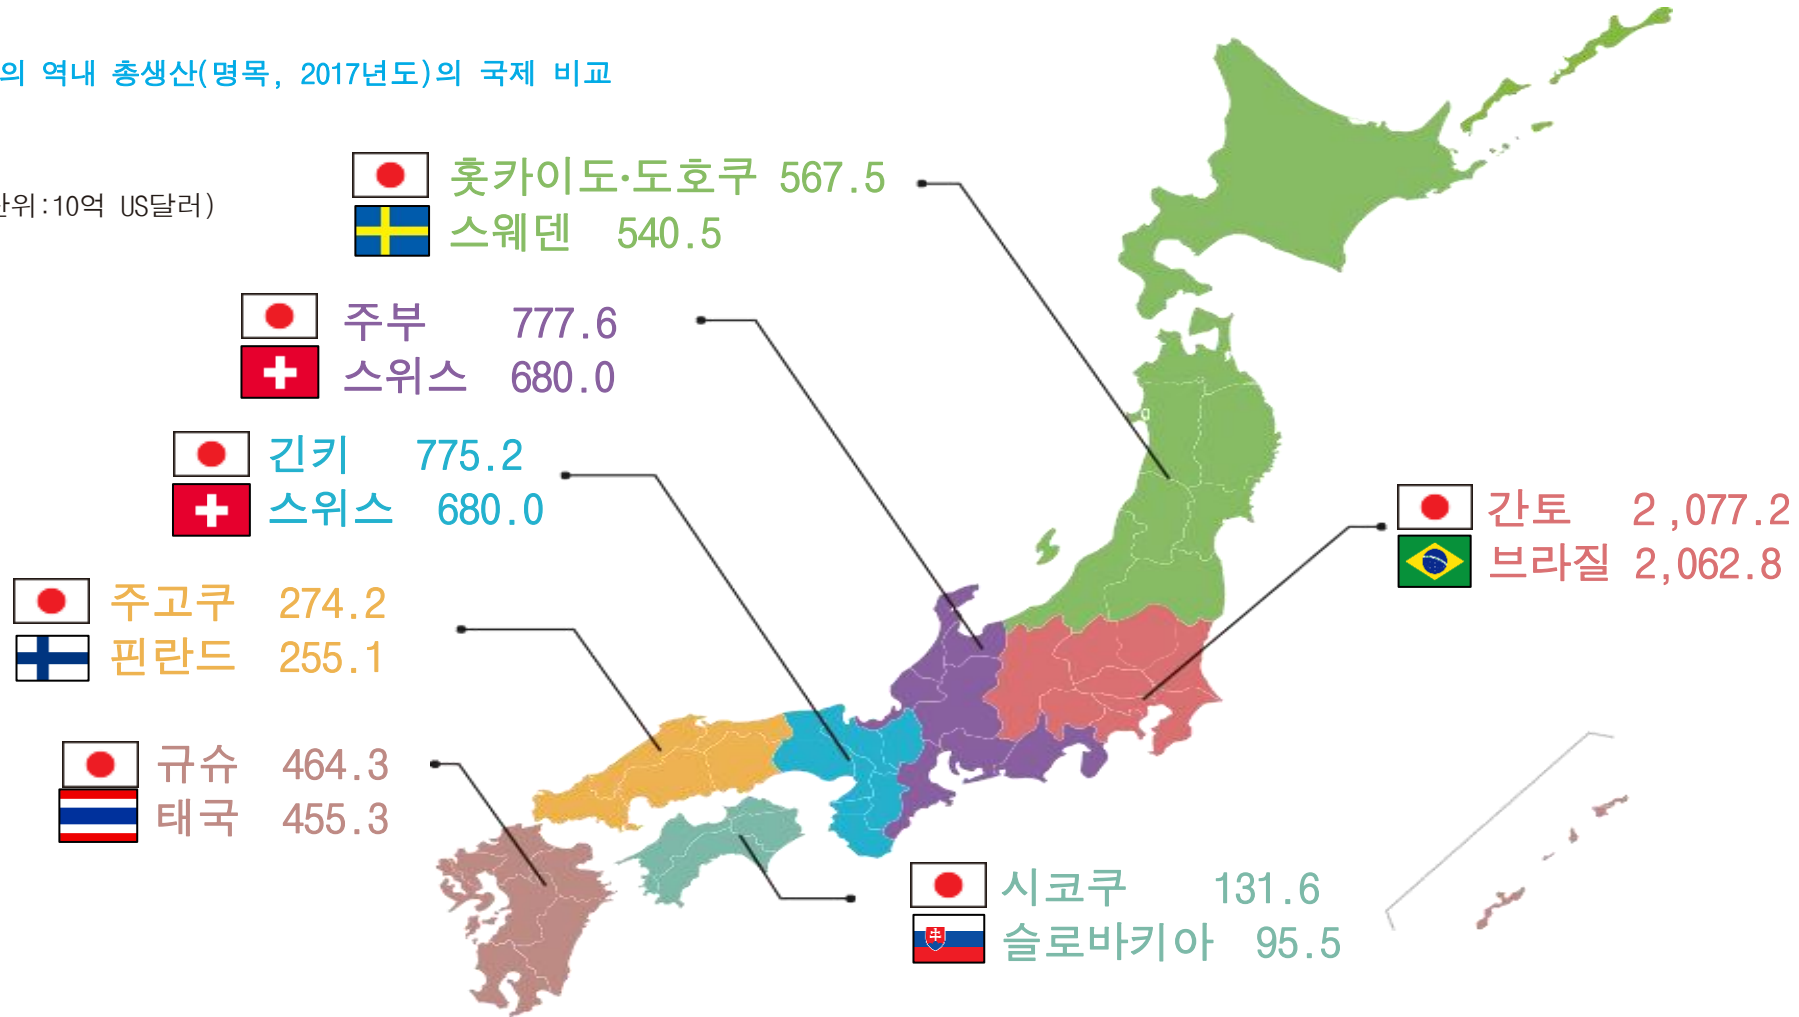 의 역내 총생산(명목, 2017년도)의 국제 비교
단위:10억 US달러)
홋카이도·도호쿠 567.5
스웨덴 540.5
주부 777.6
스위스 680.0
긴키 775.2
스위스 680.0
간토 2,077.2
브라질 2,062.8
주고쿠 274.2
핀란드 255.1
규슈 464.3
태국 455.3
시코쿠 131.6
슬로바키아 95.5